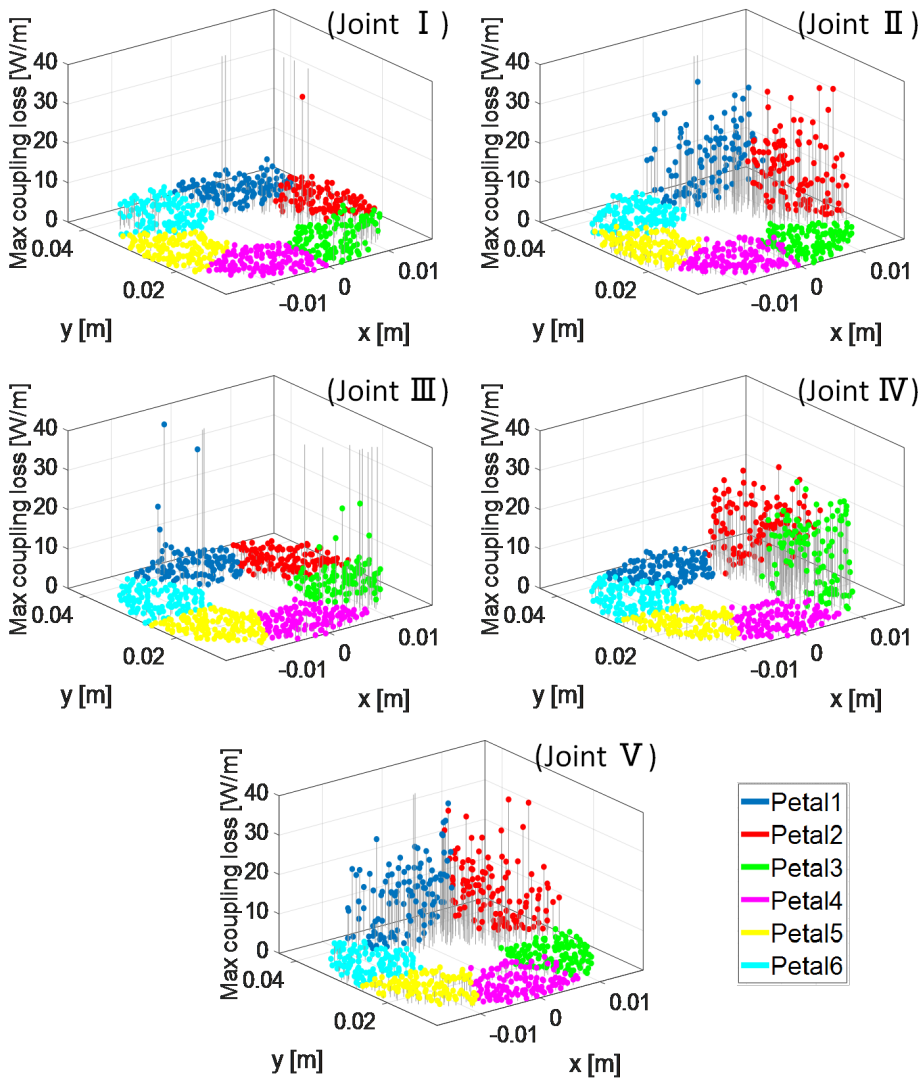 (Joint Ⅰ)
Max coupling loss [W/m]
40
30
20
10
0
0.04
0.02
y [m]
-0.01
0
0.01
x [m]
(Joint Ⅱ)
Max coupling loss [W/m]
40
30
20
10
0
0.04
0.02
y [m]
-0.01
0
0.01
x [m]
(Joint Ⅲ)
Max coupling loss [W/m]
40
30
20
10
0
0.04
0.02
y [m]
-0.01
0
0.01
x [m]
(Joint Ⅳ)
Max coupling loss [W/m]
40
30
20
10
0
0.04
0.02
y [m]
-0.01
0
0.01
x [m]
(Joint Ⅴ)
Max coupling loss [W/m]
40
30
20
10
0
0.04
0.02
y [m]
-0.01
0
0.01
x [m]
Petal1
Petal2
Petal3
Petal4
Petal5
Petal6